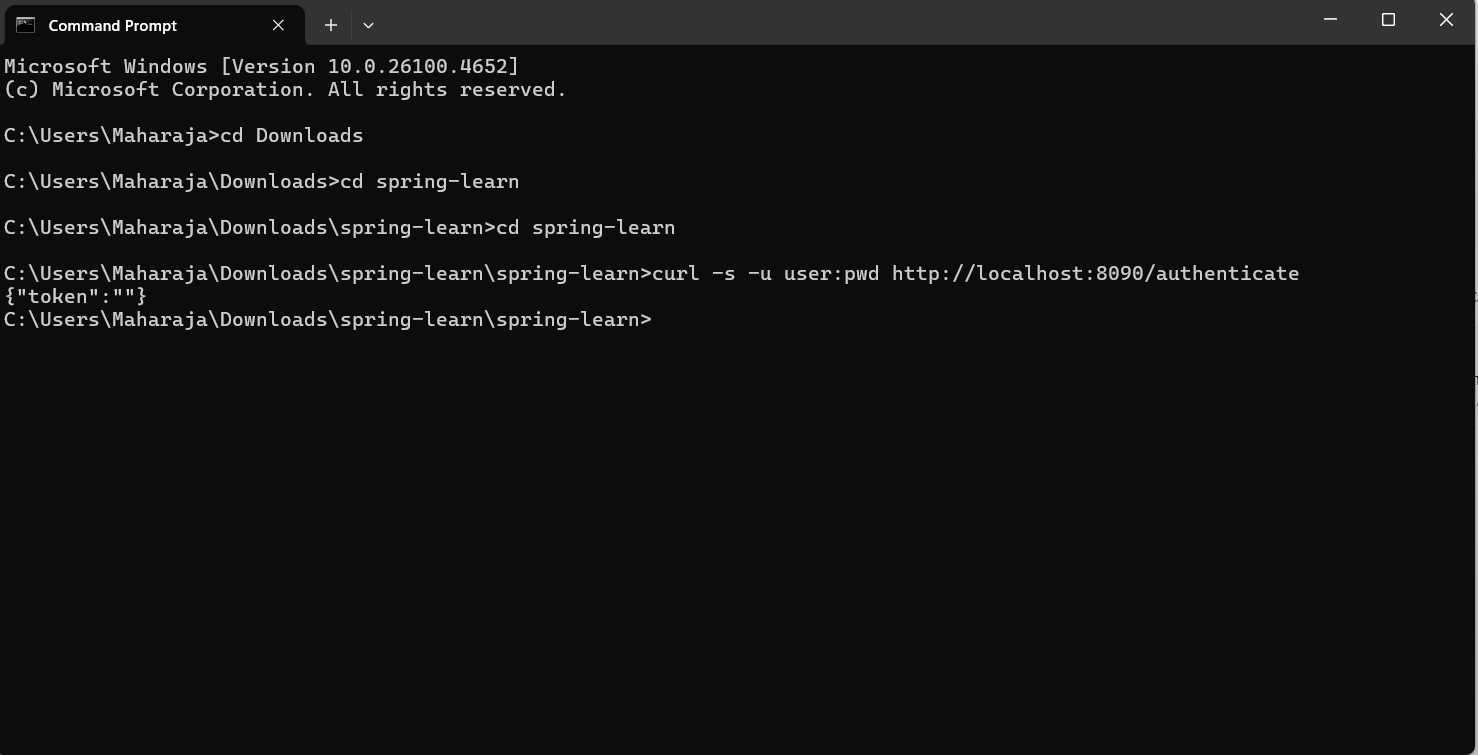 Command Prompt
Microsoft Windows [Version 10.0.26100.4652]
(c) Microsoft Corporation. All rights reserved.
C:\Users\Maharaja>cd Downloads
C:\Users\Maharaja\Downloads>cd spring-learn
C:\Users\Maharaja\Downloads\spring-learn>cd spring-learn
C:\Users\Maharaja\Downloads\spring-learn\spring-learn>curl -s -u user:pwd http://localhost:8090/authenticate
{"token":""}
C:\Users\Maharaja\Downloads\spring-learn\spring-learn>